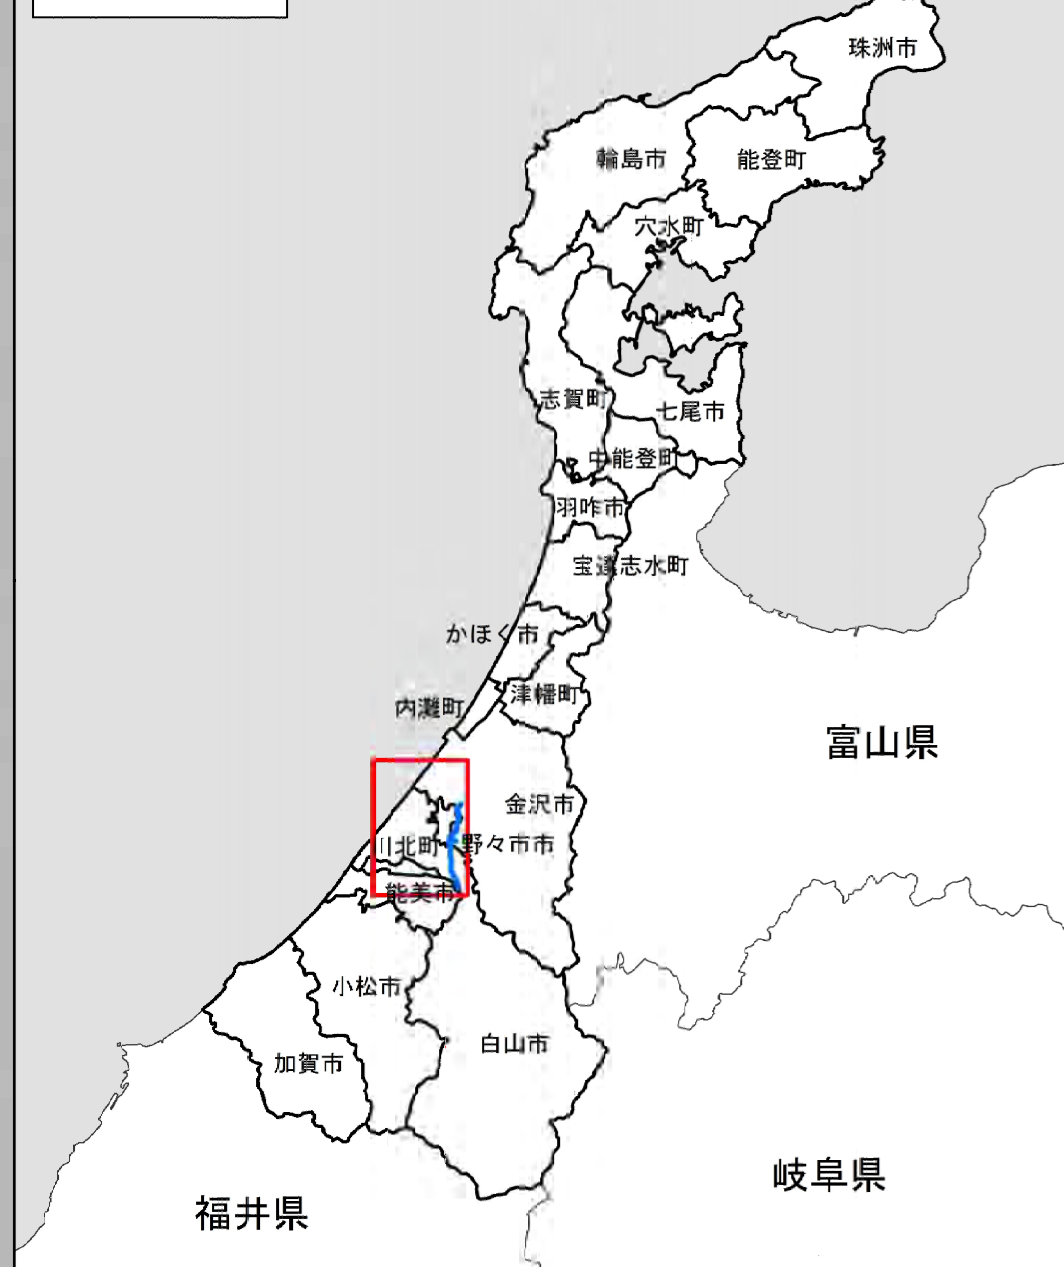 珠洲市
輪島市
能登町
穴水町
志賀町
七尾市
中能登町
羽咋市
宝達志水町
かほく市
津幡町
内灘町
富山県
金沢市
川北町
野々市市
能美市
小松市
白山市
加賀市
岐阜県
福井県